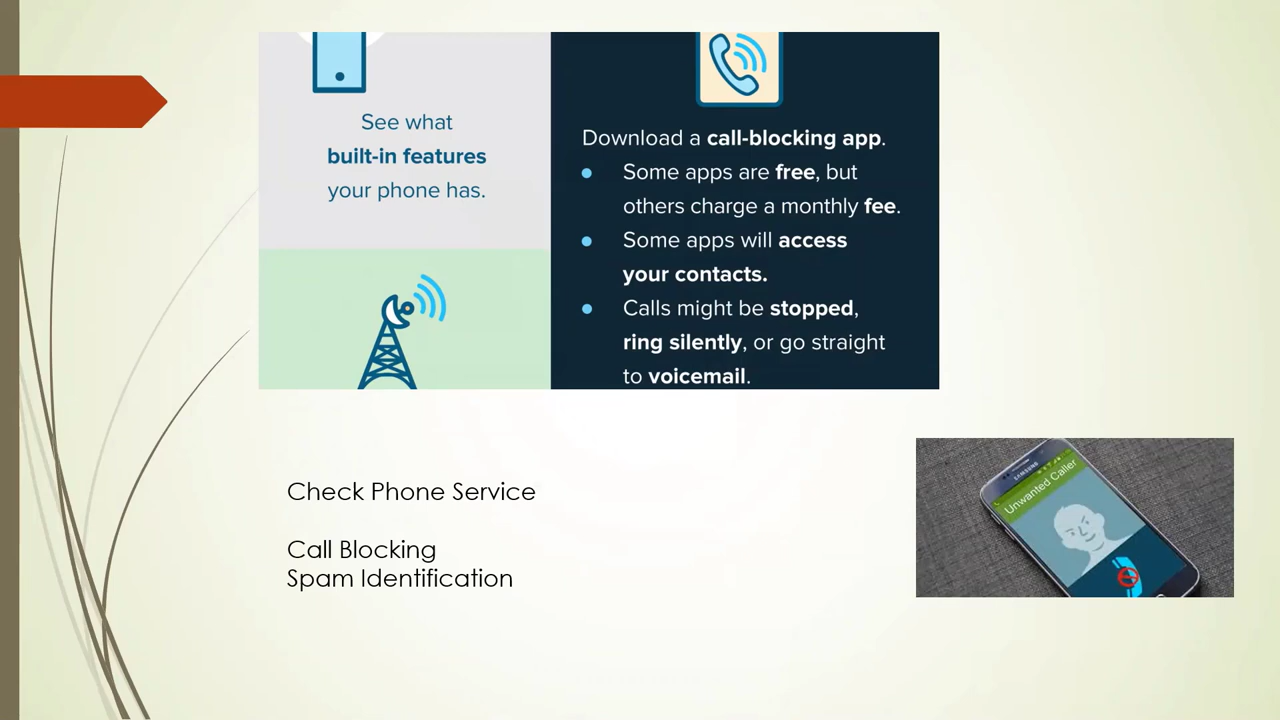 See what
built-in features
your phone has.
Download a call-blocking app.
Some apps are free, but
others charge a monthly fee.
Some apps will access
your contacts.
Calls might be stopped,
ring silently, or go straight
to voicemail.
Check Phone Service
Call Blocking
Spam Identification
SAMSUNG
Unwanted Caller